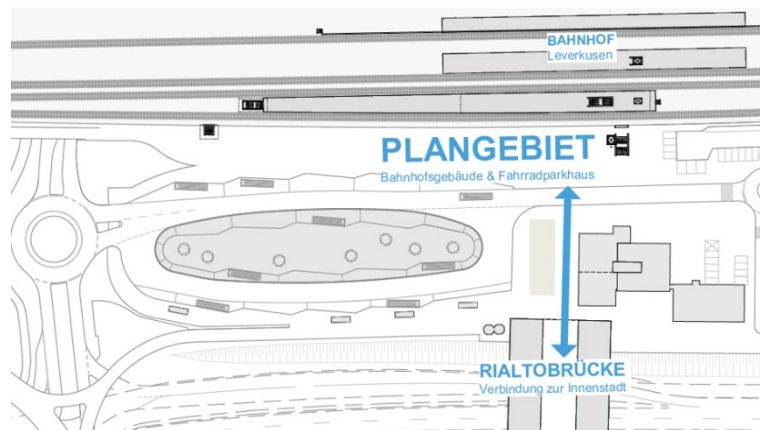 BAHNHOF
Leverkusen
PLANGEBIET
Bahnhofsgebäude & Fahrradparkhaus
RIALTOBRÜCKE
Verbindung zur Innenstadt